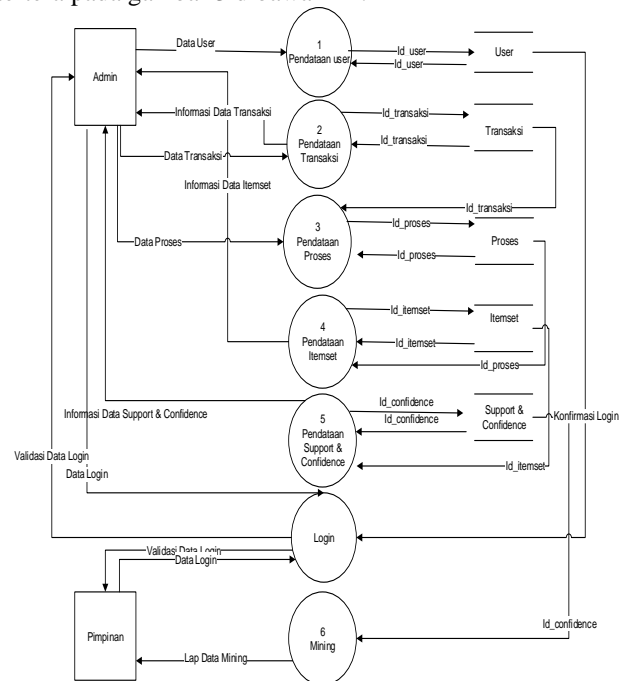 Data User
1
Pendataan user
Id_user
Id_user
User
Admin
Informasi Data Transaksi
2
Pendataan
Transaksi
Id_transaksi
Id_transaksi
Transaksi
Data Transaksi
Informasi Data Itemset
Id_transaksi
3
Pendataan
Proses
Id_proses
Id_proses
Proses
Data Proses
4
Pendataan
Itemset
Id_itemset
Id_itemset
Itemset
Id_proses
5
Pendataan
Support &
Confidence
Id_confidence
Id_confidence
Support &
Confidence
Konfirmasi Login
Informasi Data Support & Confidence
Id_itemset
Validasi Data Login
Data Login
Login
Validasi Data Login
Data Login
Pimpinan
6
Mining
Id_confidence
Lap Data Mining